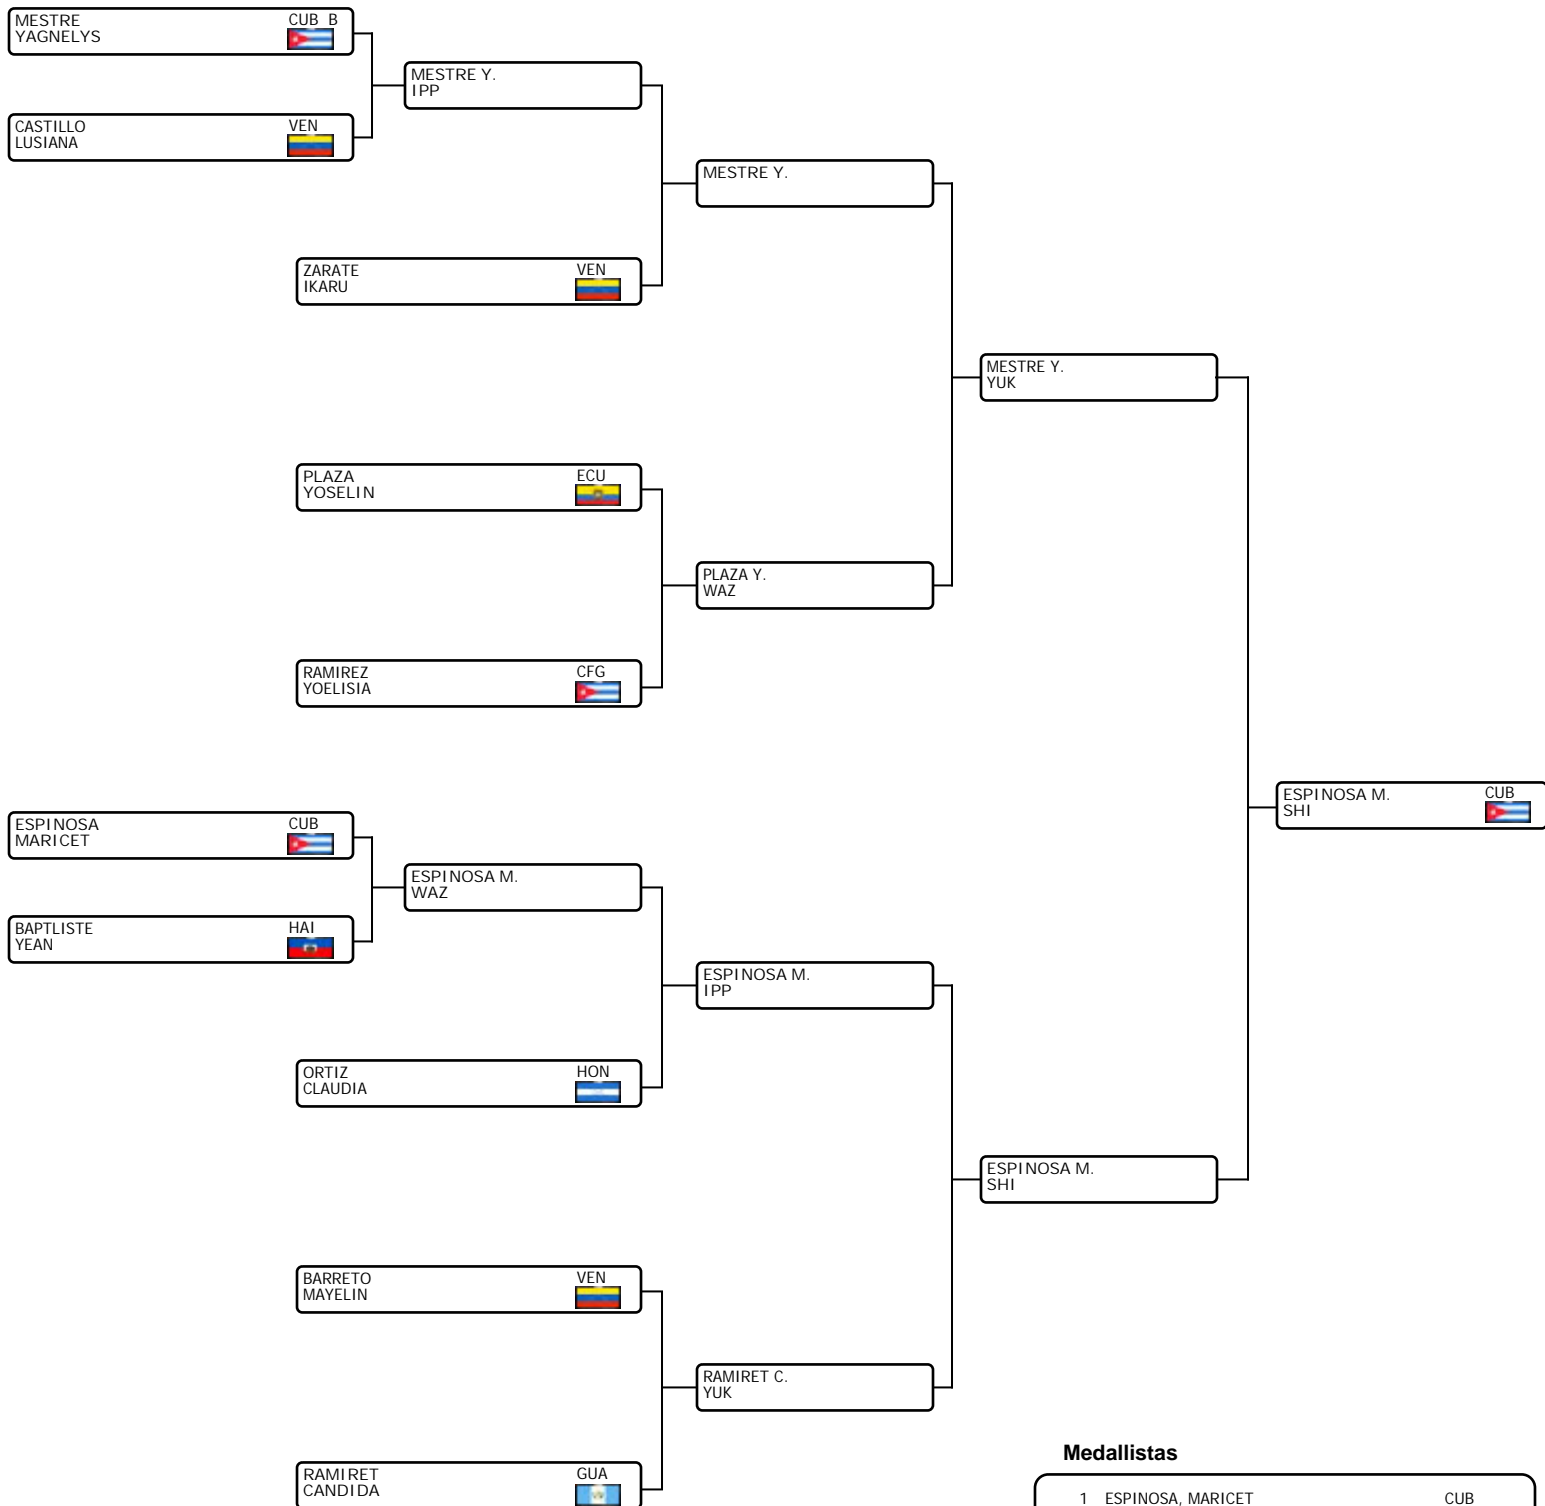 MESTRE CUB B
YAGNELYS
MESTRE Y.
IPP
CASTILLO VEN
LUSIANA
MESTRE Y.
ZARATE VEN
IKARU
MESTRE Y.
YUK
PLAZA ECU
YOSELIN
PLAZA Y.
WAZ
RAMIREZ CFG
YOELISIA
ESPINOSA M. CUB
SHI
ESPINOSA CUB
MARICET
ESPINOSA M.
WAZ
BAPTLISTE HAI
YEAN
ESPINOSA M.
IPP
ORTIZ HON
CLAUDIA
ESPINOSA M.
SHI
BARRETO VEN
MAYELIN
RAMIRET C.
YUK
RAMIRET GUA
CANDIDA
Medallistas
1 ESPINOSA, MARICET CUB